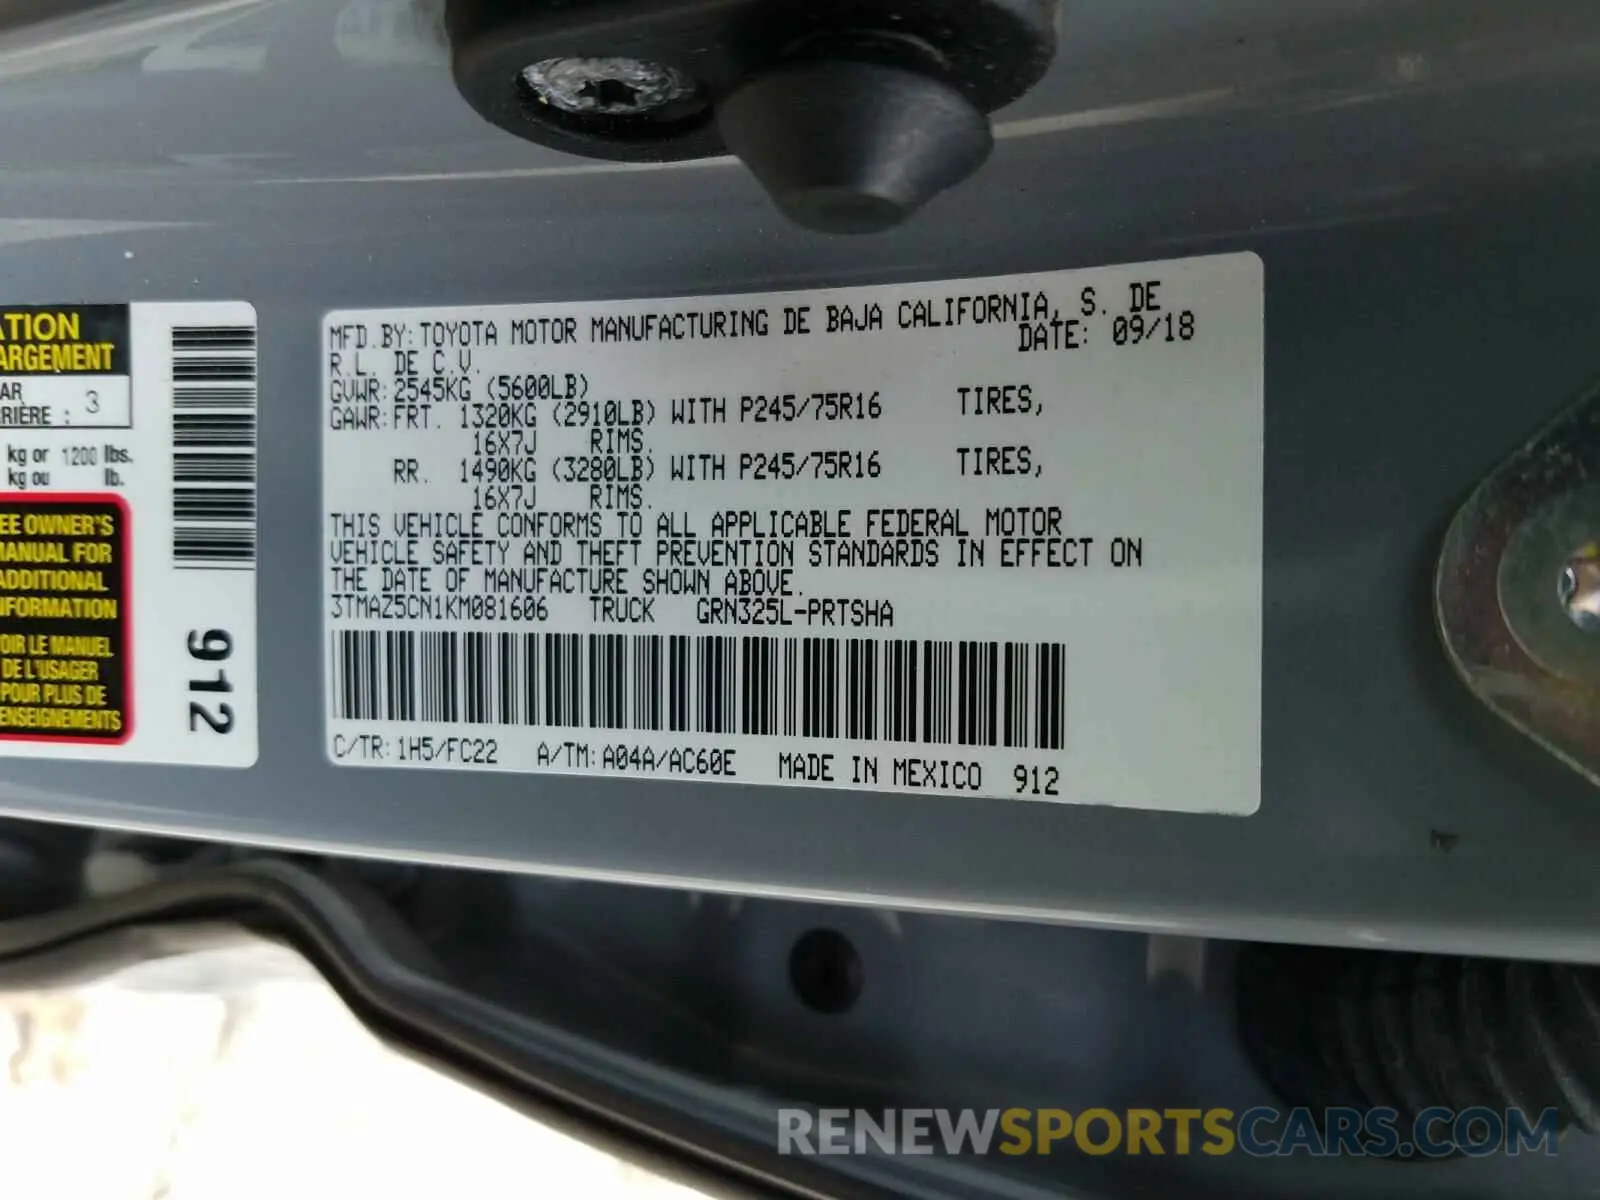 ATION
ARGEMENT
AR
RRIÈRE : 3
kg or 1200 lbs.
kg ou lb.
EE OWNER'S
MANUAL FOR
ADDITIONAL
NFORMATION
OIR LE MANUEL
DE L'USAGER
POUR PLUS DE
ENSEIGNEMENTS
912
MFD.BY:TOYOTA MOTOR MANUFACTURING DE BAJA CALIFORNIA, S. DE
R.L. DE C.V. DATE: 09/18
GVWR:2545KG (5600LB)
GAWR:FRT. 1320KG (2910LB) WITH P245/75R16 TIRES,
16X7J RIMS.
RR. 1490KG (3280LB) WITH P245/75R16 TIRES,
16X7J RIMS.
THIS VEHICLE CONFORMS TO ALL APPLICABLE FEDERAL MOTOR
VEHICLE SAFETY AND THEFT PREVENTION STANDARDS IN EFFECT ON
THE DATE OF MANUFACTURE SHOWN ABOVE.
3TMAZ5CN1KM081606 TRUCK GRN325L-PRTSHA
C/TR:1H5/FC22 A/TM:A04A/AC60E MADE IN MEXICO 912
RENEWSPORTSCARS.COM